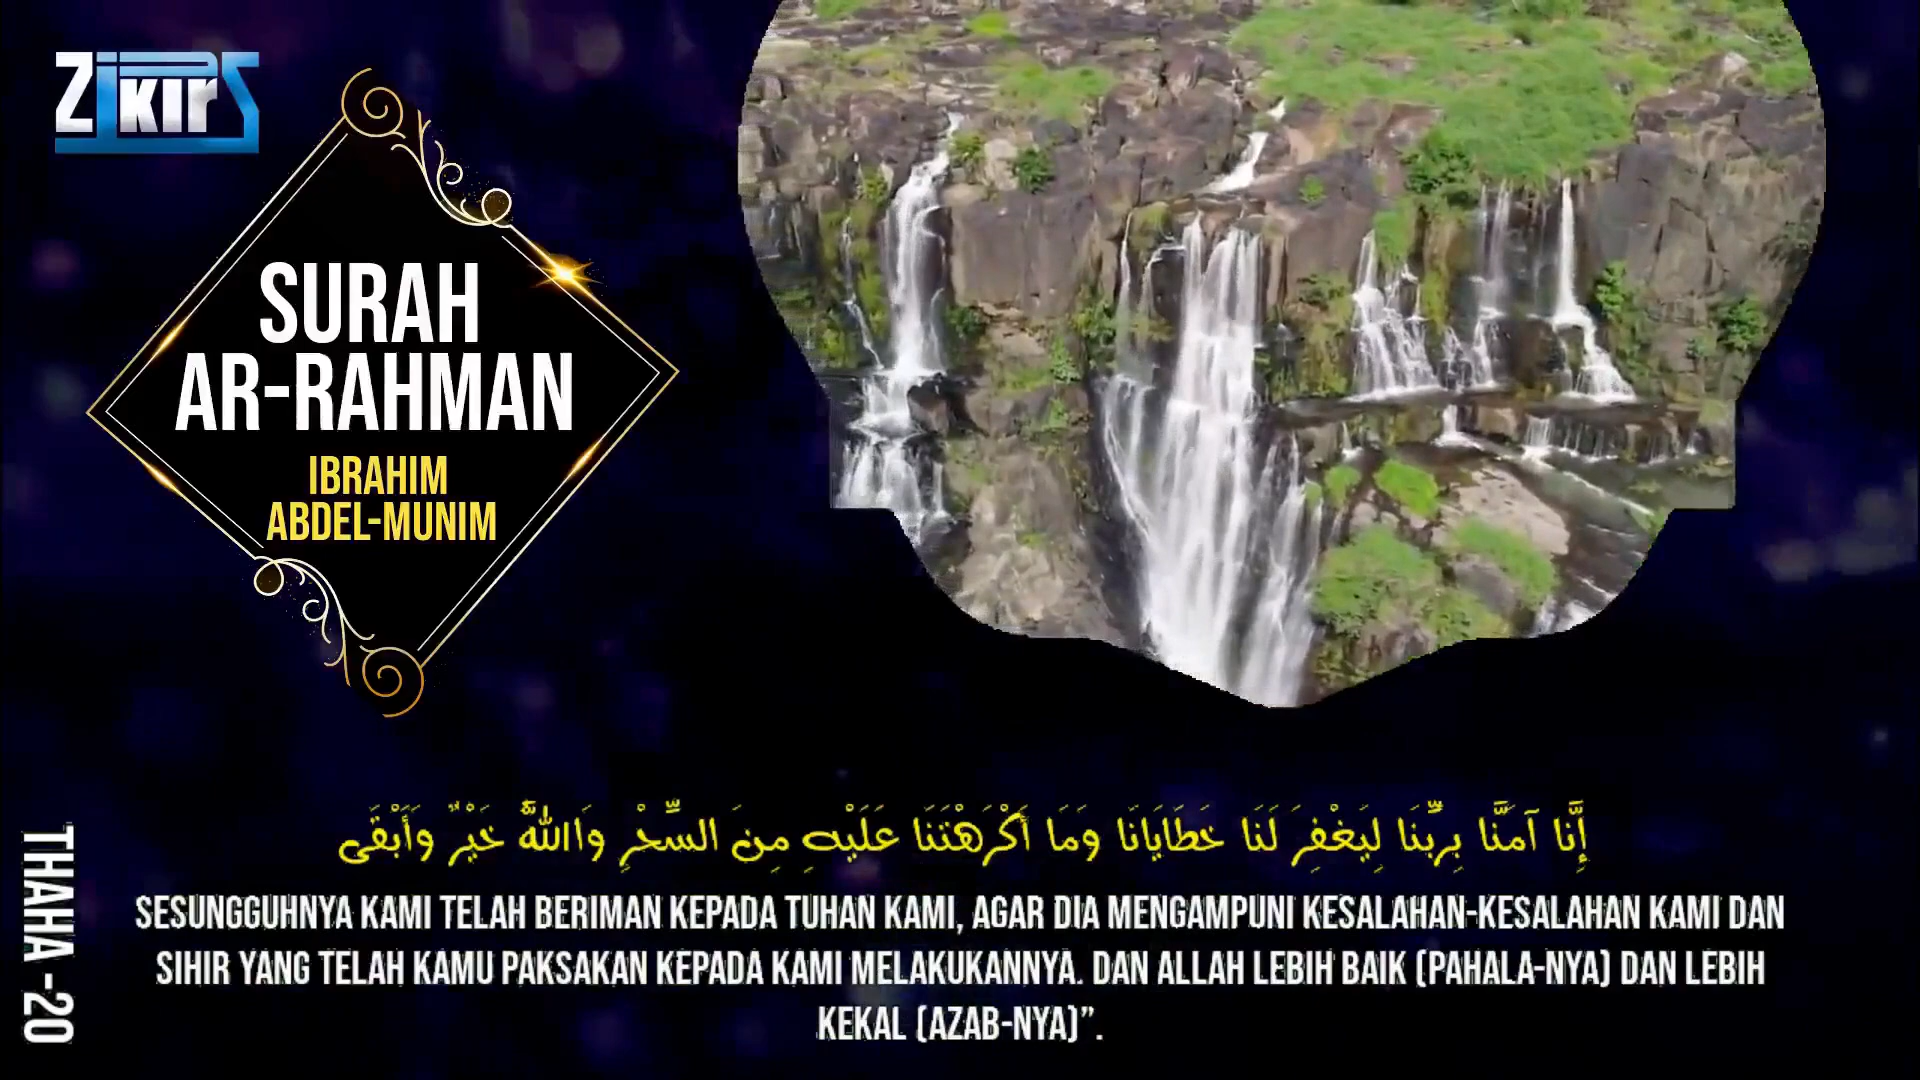 ZIKIR
SURAH
AR-RAHMAN
IBRAHIM
ABDEL-MUNIM
إِنَّا آمَنَّا بِرَبِّنَا لِيَغْفِرَ لَنَا خَطَايَانَا وَمَا أَكْرَهْتَنَا عَلَيْهِ مِنَ السِّحْرِ وَاللَّهُ خَيْرٌ وَأَبْقَى
SESUNGGUHNYA KAMI TELAH BERIMAN KEPADA TUHAN KAMI, AGAR DIA MENGAMPUNI KESALAHAN-KESALAHAN KAMI DAN
SIHIR YANG TELAH KAMU PAKSAKAN KEPADA KAMI MELAKUKANNYA. DAN ALLAH LEBIH BAIK (PAHALA-NYA) DAN LEBIH
KEKAL (AZAB-NYA)”.
THAHA -20